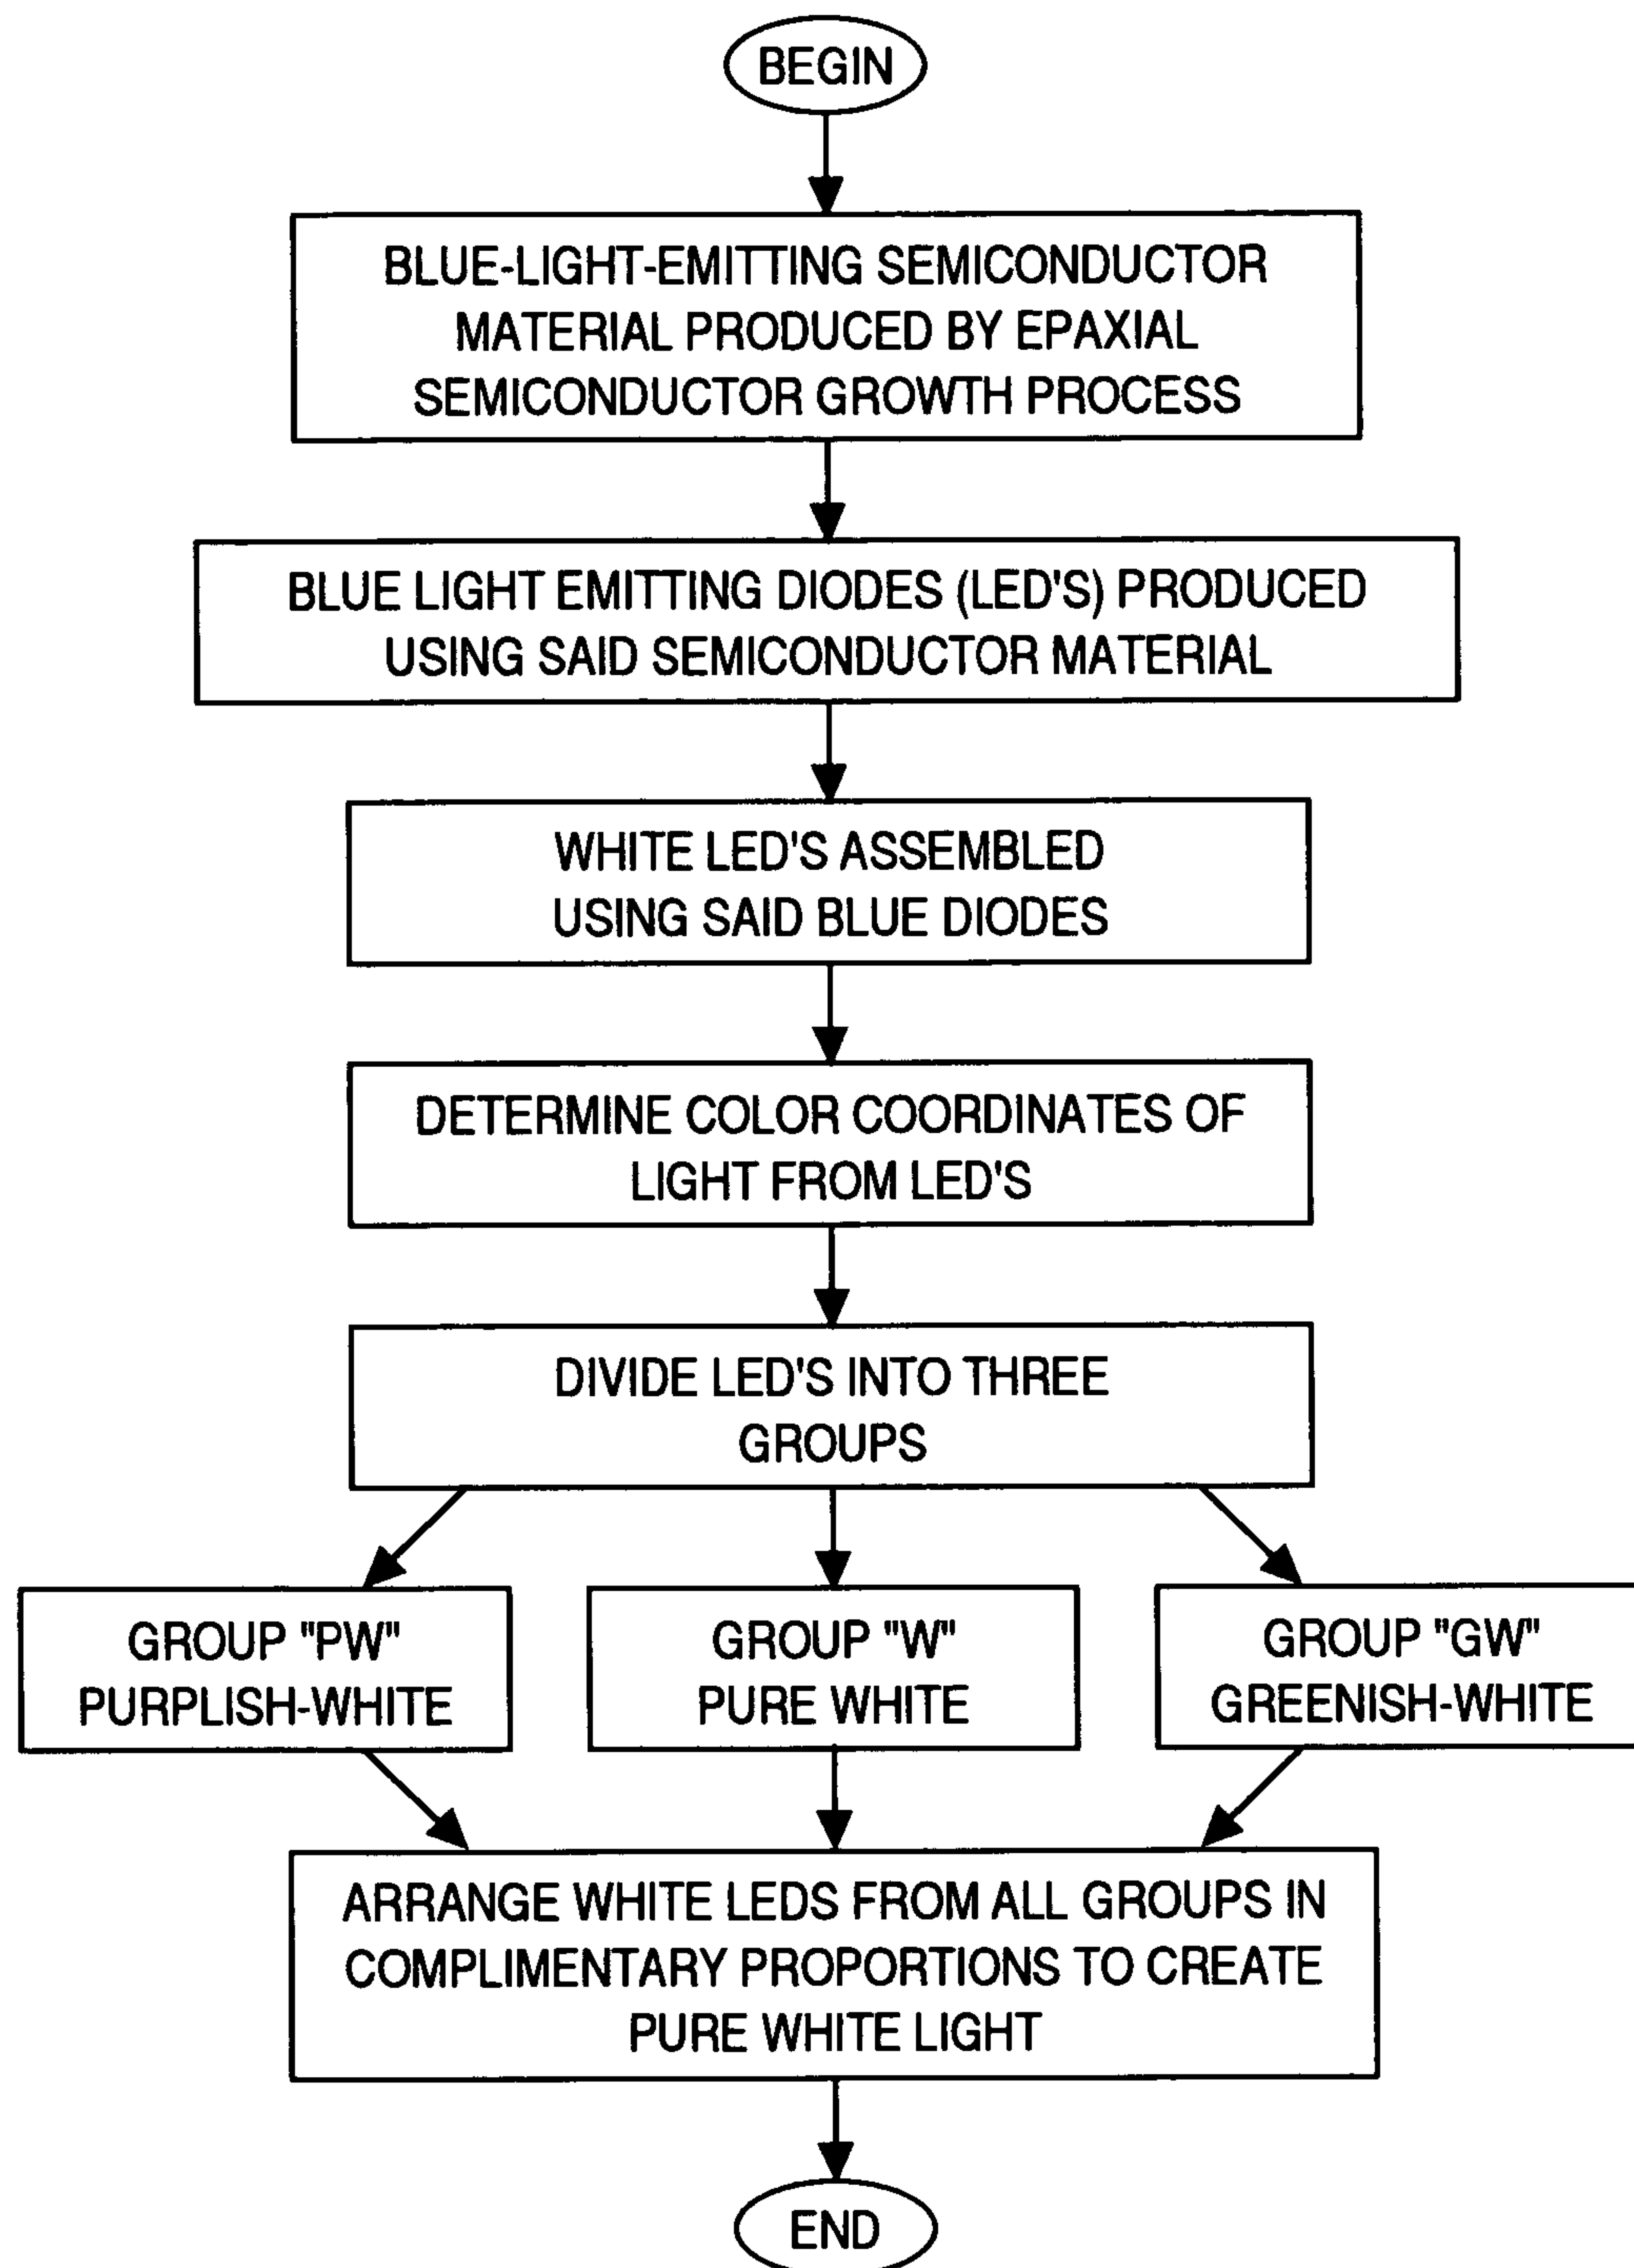 BEGIN
BLUE-LIGHT-EMITTING SEMICONDUCTOR
MATERIAL PRODUCED BY EPAXIAL
SEMICONDUCTOR GROWTH PROCESS
BLUE LIGHT EMITTING DIODES (LED'S) PRODUCED
USING SAID SEMICONDUCTOR MATERIAL
WHITE LED'S ASSEMBLED
USING SAID BLUE DIODES
DETERMINE COLOR COORDINATES OF
LIGHT FROM LED'S
DIVIDE LED'S INTO THREE
GROUPS
GROUP "PW"
PURPLISH-WHITE
GROUP "W"
PURE WHITE
GROUP "GW"
GREENISH-WHITE
ARRANGE WHITE LEDS FROM ALL GROUPS IN
COMPLIMENTARY PROPORTIONS TO CREATE
PURE WHITE LIGHT
END